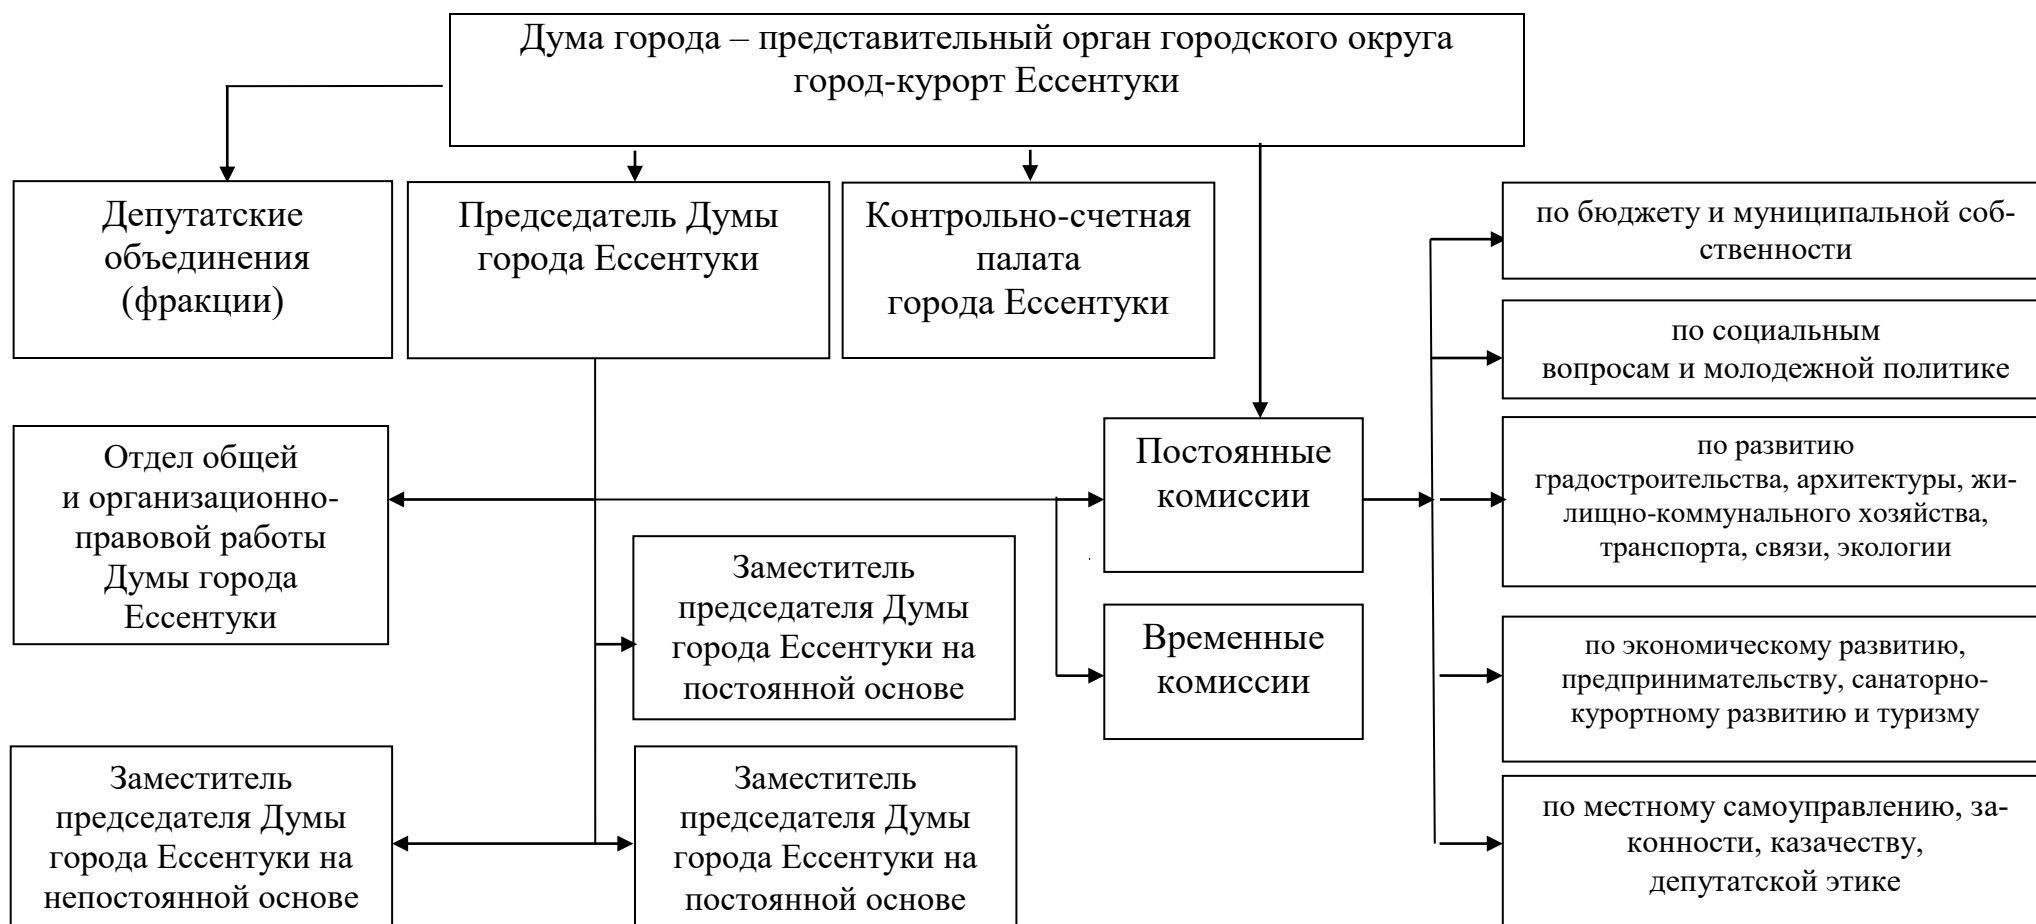 Дума города – представительный орган городского округа
город-курорт Ессентуки
Депутатские
объединения
(фракции)
Председатель Думы
города Ессентуки
Контрольно-счетная
палата
города Ессентуки
по бюджету и муниципальной соб-
ственности
по социальным
вопросам и молодежной политике
Отдел общей
и организационно-
правовой работы
Думы города
Ессентуки
Постоянные
комиссии
по развитию
градостроительства, архитектуры, жи-
лищно-коммунального хозяйства,
транспорта, связи, экологии
Заместитель
председателя Думы
города Ессентуки на
постоянной основе
Временные
комиссии
по экономическому развитию,
предпринимательству, санаторно-
курортному развитию и туризму
Заместитель
председателя Думы
города Ессентуки на
непостоянной основе
Заместитель
председателя Думы
города Ессентуки на
постоянной основе
по местному самоуправлению, за-
конности, казачеству,
депутатской этике